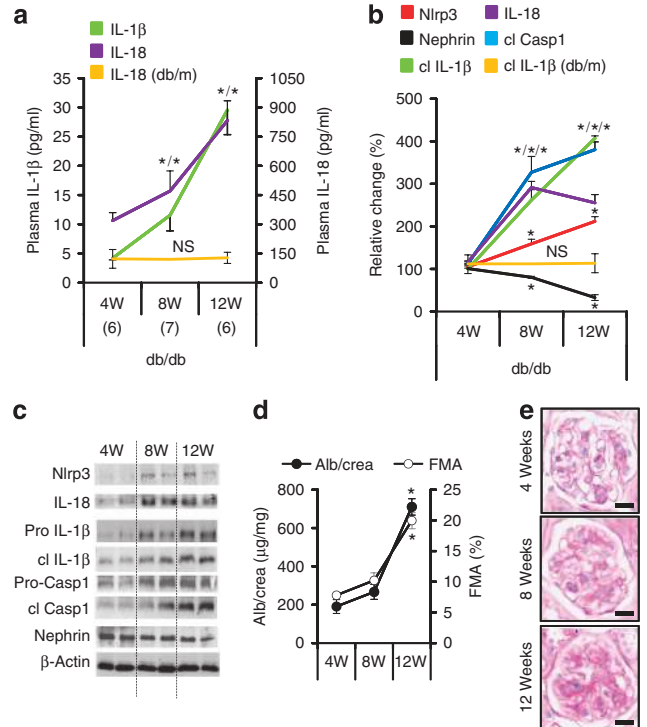 a
IL-1β
IL-18
IL-18 (db/m)
Plasma IL-1β (pg/ml)
35
30
25
20
15
10
5
0
1050
900
750
600
450
300
150
0
Plasma IL-18 (pg/ml)
*/*
*/*
NS
4W 8W 12W
(6) (7) (6)
db/db
b
Nlrp3 IL-18
Nephrin cl Casp1
cl IL-1β cl IL-1β (db/m)
Relative change (%)
500
400
300
200
100
0
*/*/*
*/*/*
*
*
NS
*
*
4W 8W 12W
db/db
c
4W 8W 12W
Nlrp3
IL-18
Pro IL-1β
cl IL-1β
Pro-Casp1
cl Casp1
Nephrin
β-Actin
d
Alb/crea FMA
Alb/crea (μg/mg)
800
600
400
200
0
25
20
15
10
5
0
FMA (%)
*
*
4W 8W 12W
e
4 Weeks
8 Weeks
12 Weeks